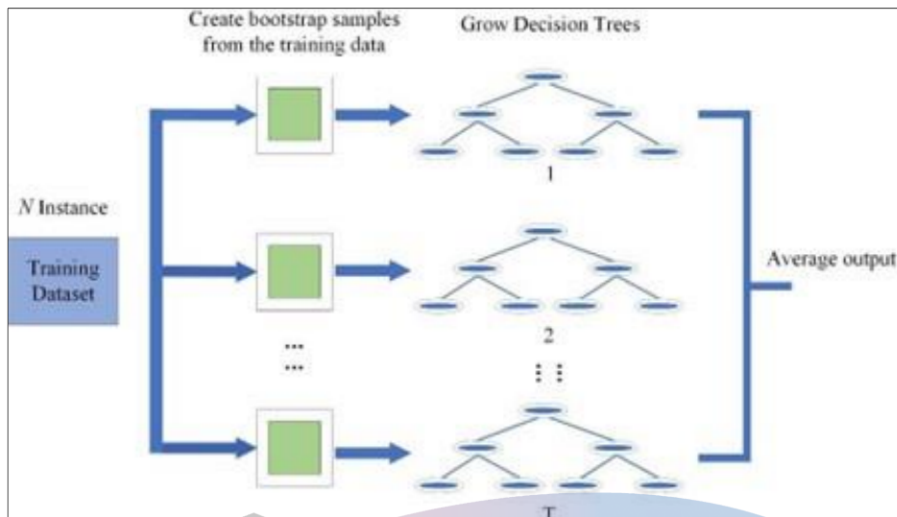 Create bootstrap samples
from the training data
Grow Decision Trees
1
N Instance
Training
Dataset
Average output
2
...
...
T